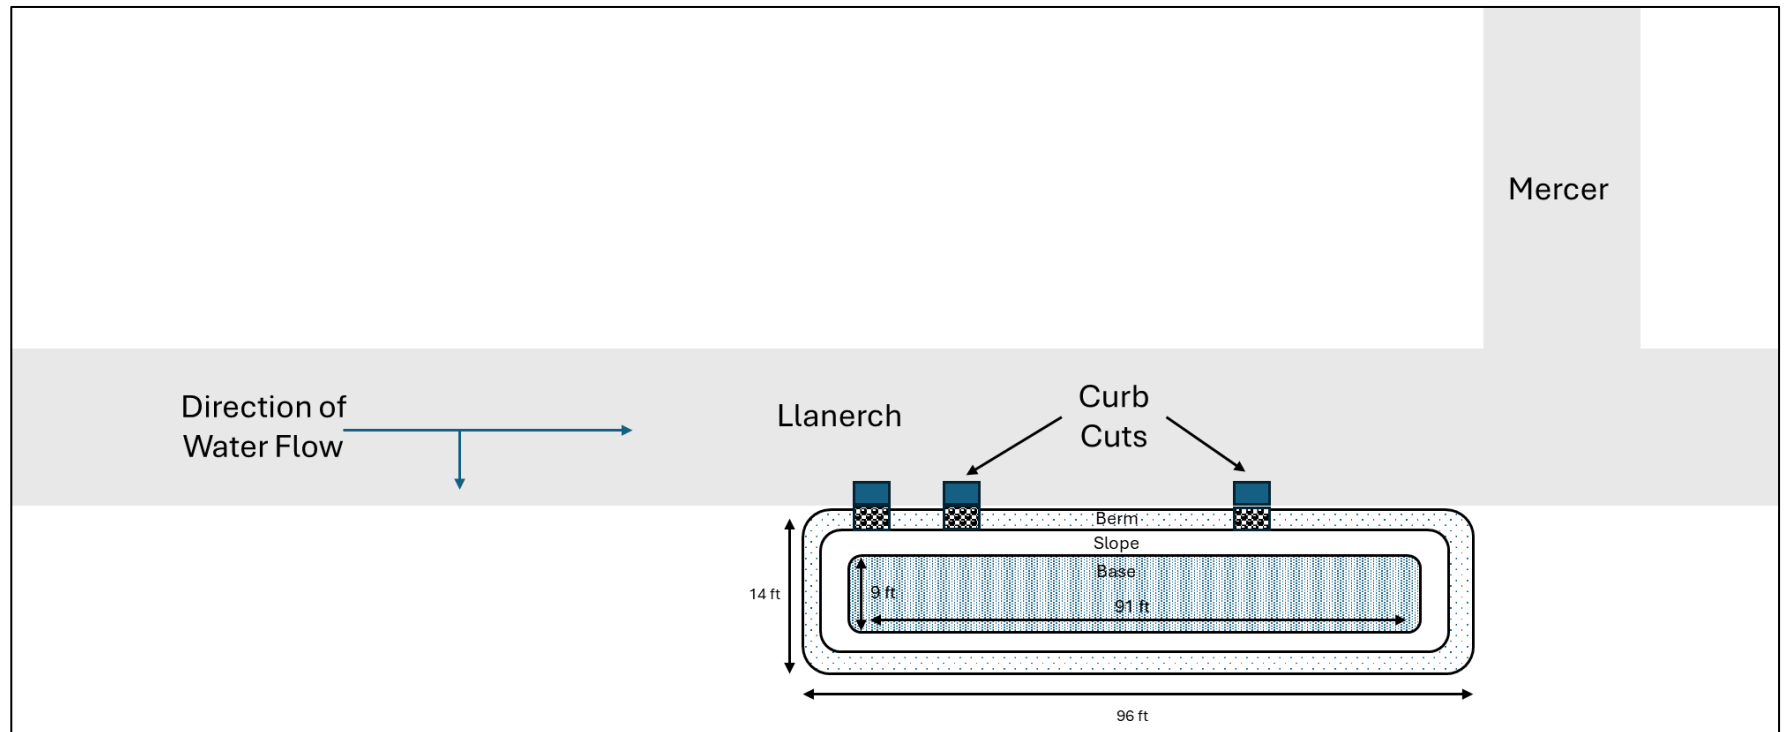 Mercer
Direction of
Water Flow
Llanerch
Curb
Cuts
Berm
Slope
Base
9 ft
91 ft
14 ft
96 ft